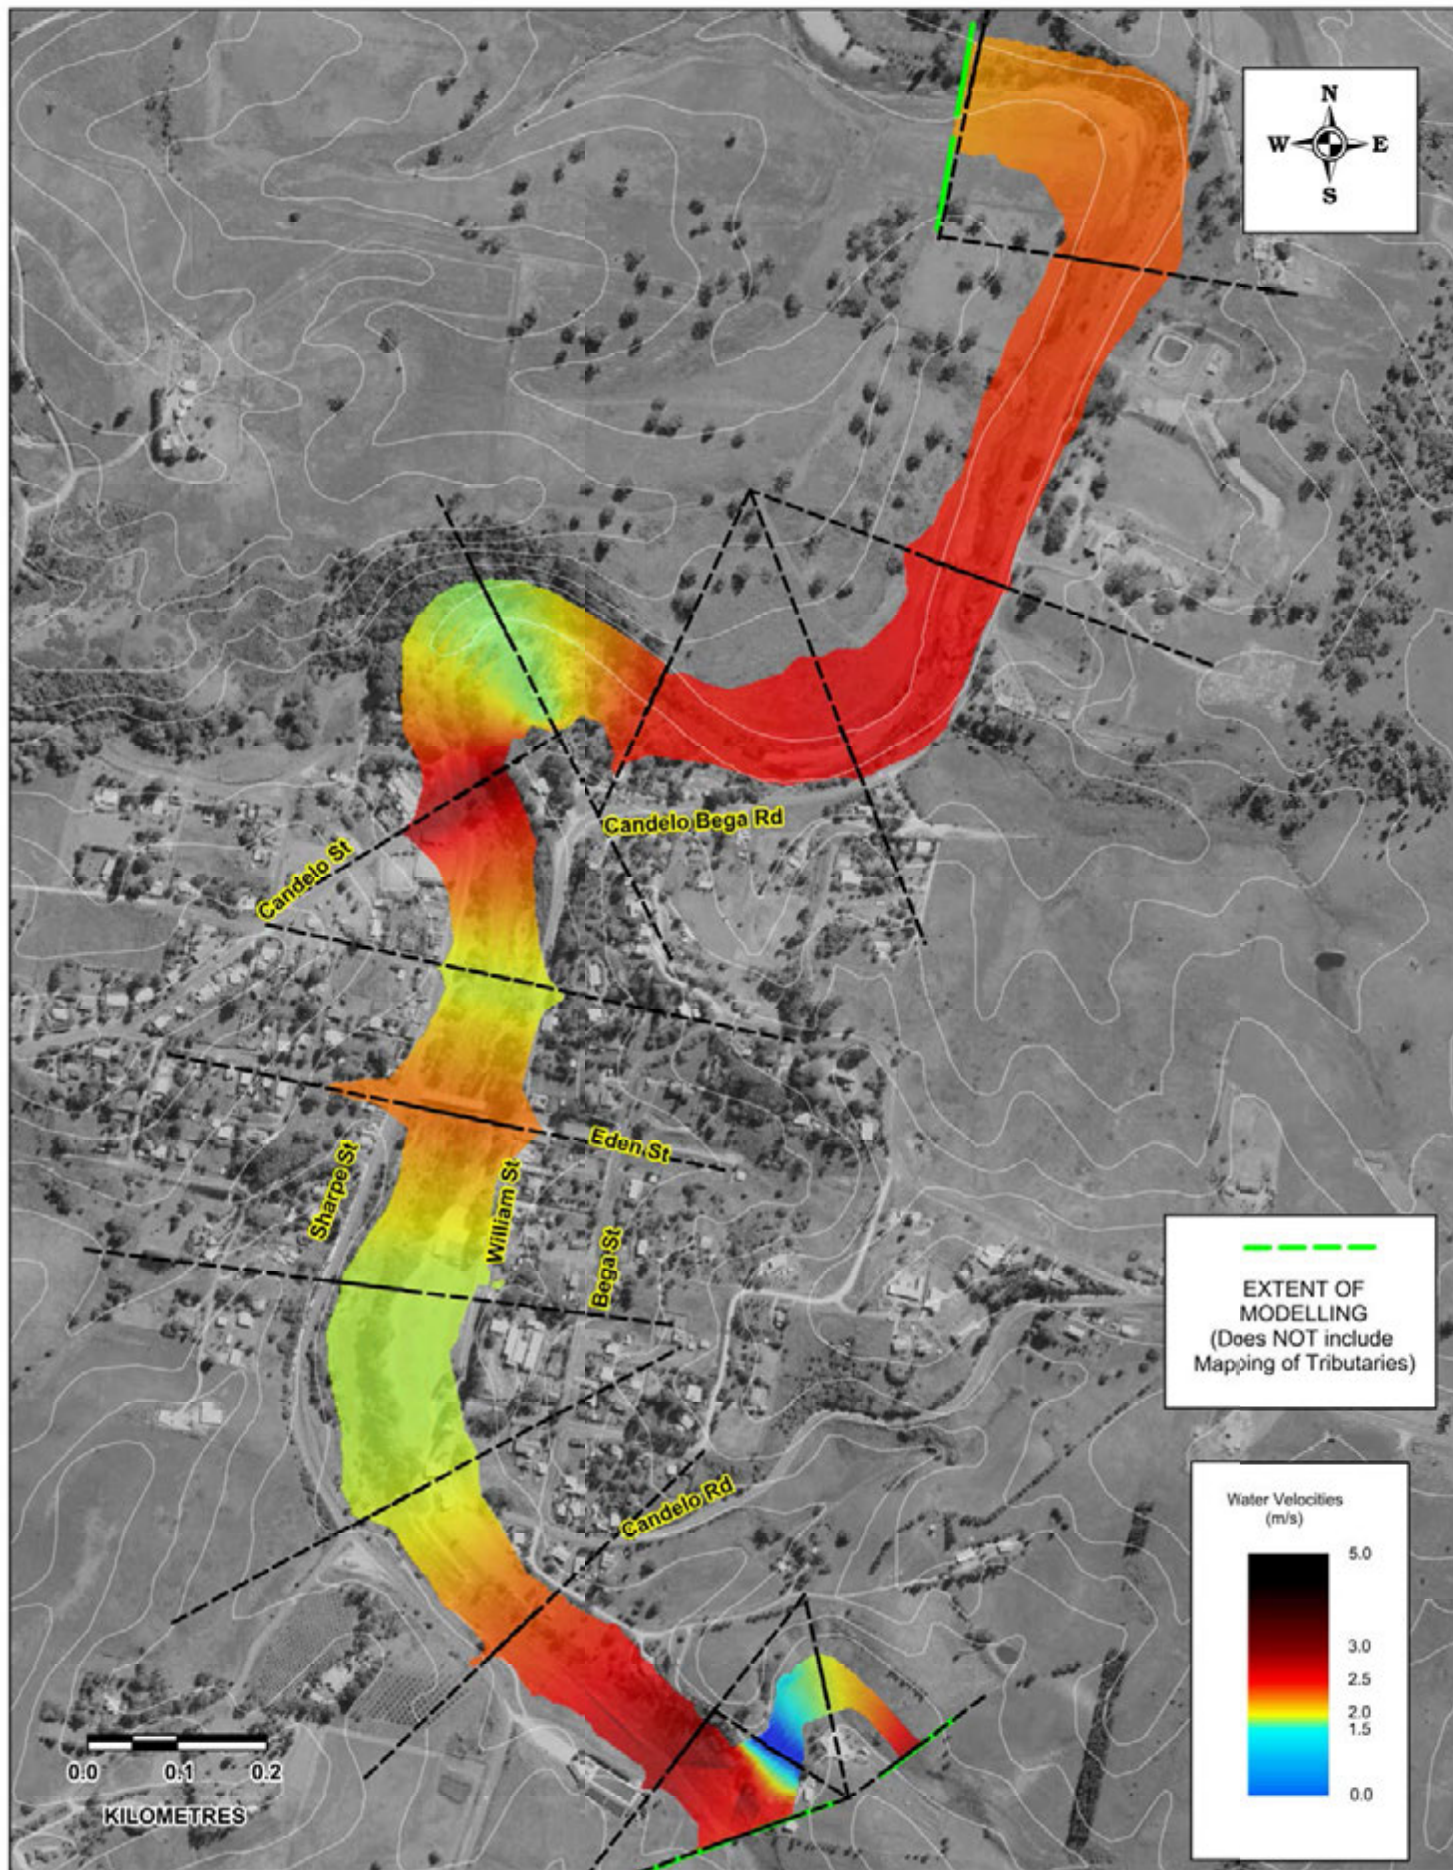 N
W E
S
Candelo Bega Rd
Candelo St
Eden St
Sharpe St
William St
Bega St
EXTENT OF
MODELLING
(Does NOT include
Mapping of Tributaries)
Candelo Rd
Water Velocities
(m/s)
5.0
3.0
2.5
2.0
1.5
0.0
0.0 0.1 0.2
KILOMETRES